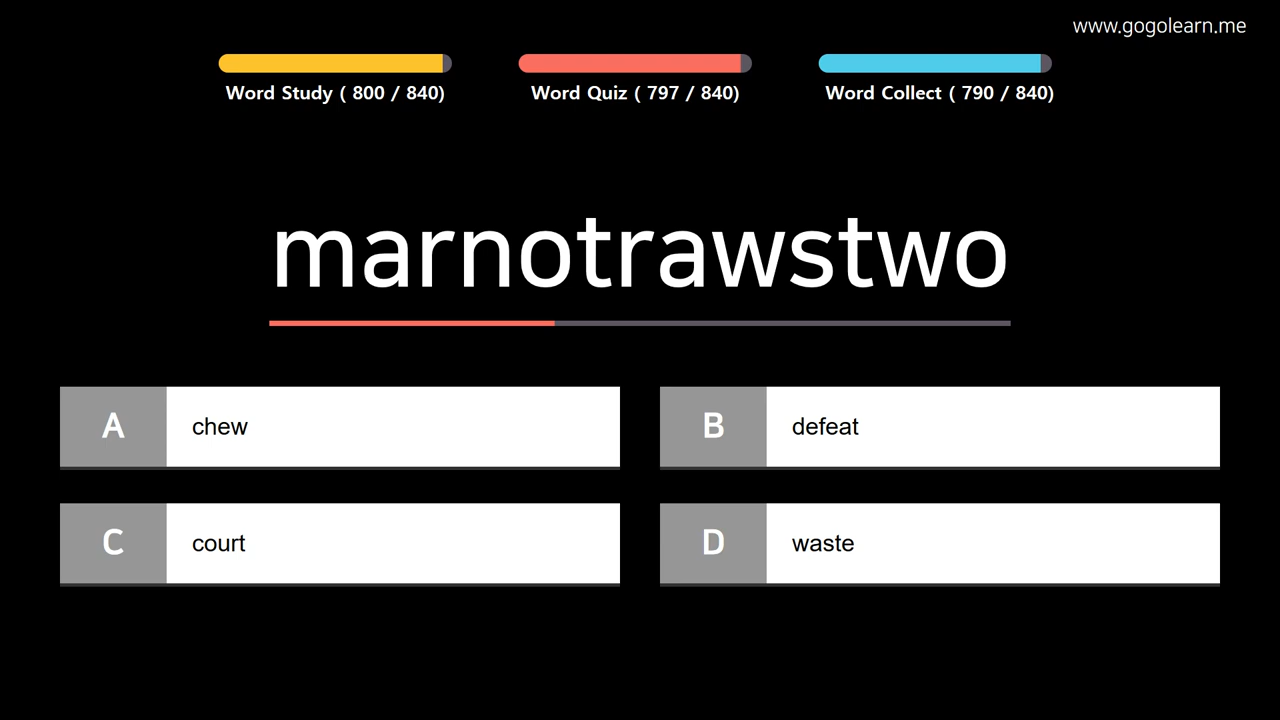 www.gogolearn.me
Word Study ( 800 / 840)
Word Quiz ( 797 / 840)
Word Collect ( 790 / 840)
marnotrawstwo
A chew
B defeat
C court
D waste